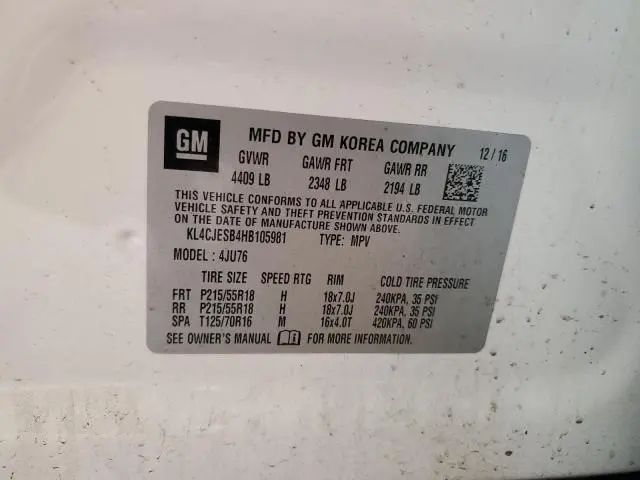 GM MFD BY GM KOREA COMPANY 12/16
GVWR GAWR FRT GAWR RR
4409 LB 2348 LB 2194 LB
THIS VEHICLE CONFORMS TO ALL APPLICABLE U.S. FEDERAL MOTOR
VEHICLE SAFETY AND THEFT PREVENTION STANDARDS IN EFFECT
ON THE DATE OF MANUFACTURE SHOWN ABOVE.
KL4CJESB4HB105981 TYPE: MPV
MODEL : 4JU76
TIRE SIZE SPEED RTG RIM COLD TIRE PRESSURE
FRT P215/55R18 H 18x7.0J 240KPA, 35 PSI
RR P215/55R18 H 18x7.0J 240KPA, 35 PSI
SPA T125/70R16 M 16x4.0T 420KPA, 60 PSI
SEE OWNER'S MANUAL FOR MORE INFORMATION.